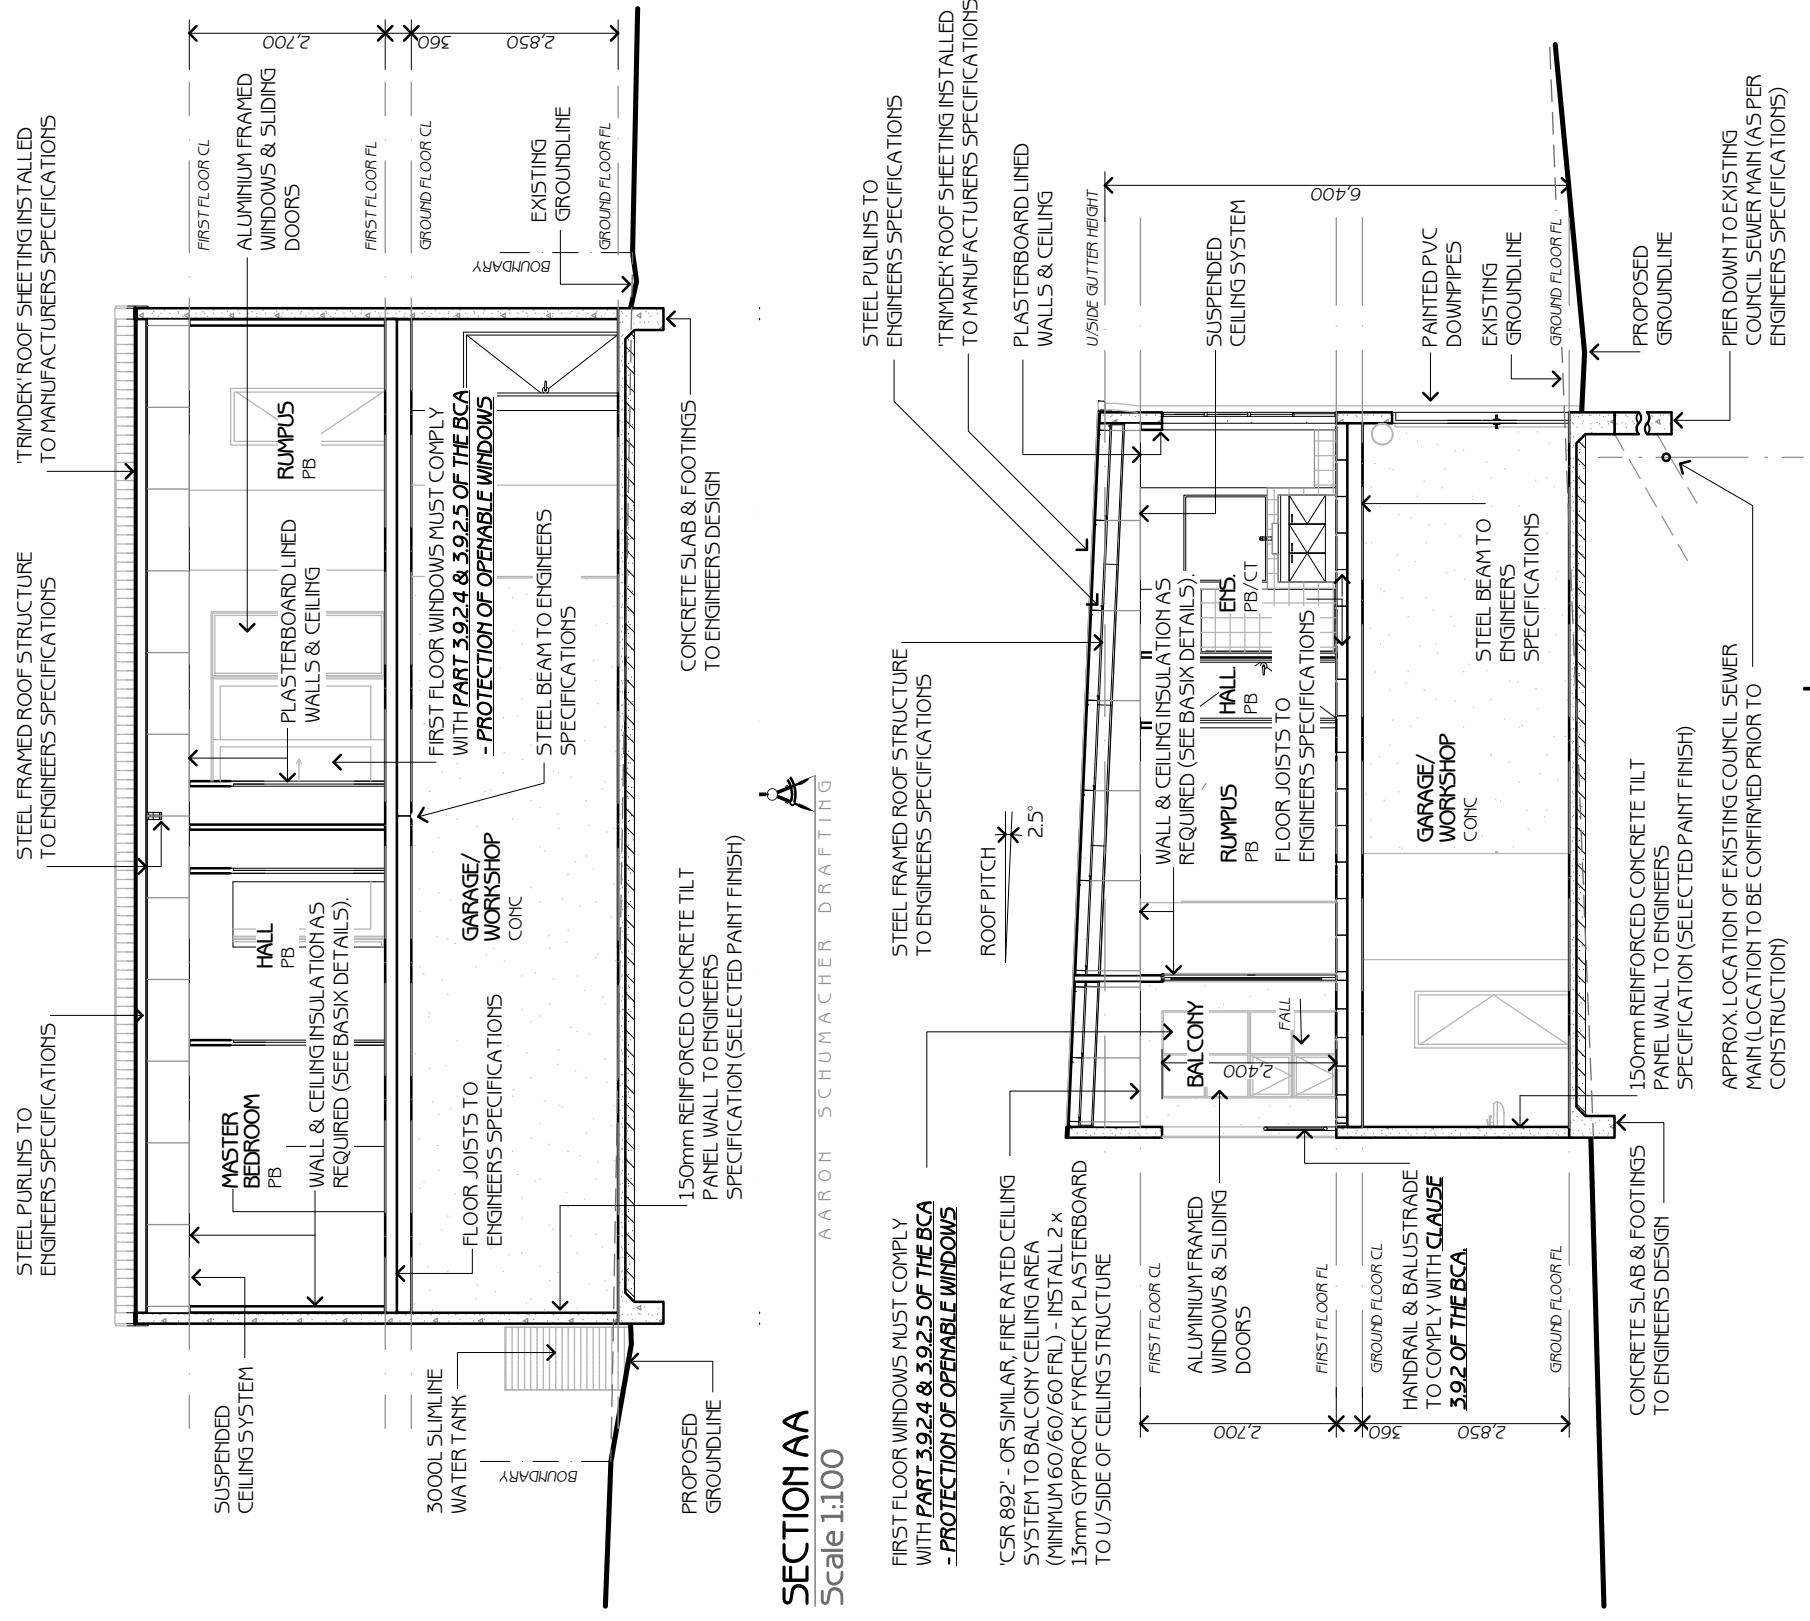 STEEL PURLINS TO
ENGINEERS SPECIFICATIONS
STEEL FRAMED ROOF STRUCTURE
TO ENGINEERS SPECIFICATIONS
'TRIMDEK' ROOF SHEETING INSTALLED
TO MANUFACTURERS SPECIFICATIONS
SUSPENDED
CEILING SYSTEM
3000L SLIMLINE
WATER TANK
BOUNDARY
PROPOSED
GROUNDLINE
MASTER
BEDROOM
PB
WALL & CEILING INSULATION AS
REQUIRED (SEE BASIX DETAILS).
HALL
PB
PLASTERBOARD LINED
WALLS & CEILING
RUMPUS
PB
FLOOR JOISTS TO
ENGINEERS SPECIFICATIONS
GARAGE/
WORKSHOP
CONC
FIRST FLOOR WINDOWS MUST COMPLY
WITH PART 3.9.2.4 & 3.9.2.5 OF THE BCA
- PROTECTION OF OPENABLE WINDOWS
STEEL BEAM TO ENGINEERS
SPECIFICATIONS
150mm REINFORCED CONCRETE TILT
PANEL WALL TO ENGINEERS
SPECIFICATION (SELECTED PAINT FINISH)
CONCRETE SLAB & FOOTINGS
TO ENGINEERS DESIGN
FIRST FLOOR CL
ALUMINIUM FRAMED
WINDOWS & SLIDING
DOORS
FIRST FLOOR FL
GROUND FLOOR CL
BOUNDARY
EXISTING
GROUNDLINE
GROUND FLOOR FL
2,700
360
2,850
SECTION AA
Scale 1:100
AARON SCHUMACHER DRAFTING
FIRST FLOOR WINDOWS MUST COMPLY
WITH PART 3.9.2.4 & 3.9.2.5 OF THE BCA
- PROTECTION OF OPENABLE WINDOWS
'CSR 892' - OR SIMILAR, FIRE RATED CEILING
SYSTEM TO BALCONY CEILING AREA
(MINIMUM 60/60/60 FRL) - INSTALL 2 x
13mm GYPROCK FYRCHECK PLASTERBOARD
TO U/SIDE OF CEILING STRUCTURE
STEEL FRAMED ROOF STRUCTURE
TO ENGINEERS SPECIFICATIONS
ROOF PITCH
2.5°
STEEL PURLINS TO
ENGINEERS SPECIFICATIONS
'TRIMDEK' ROOF SHEETING INSTALLED
TO MANUFACTURERS SPECIFICATIONS
PLASTERBOARD LINED
WALLS & CEILING
U/SIDE GUTTER HEIGHT
FIRST FLOOR CL
ALUMINIUM FRAMED
WINDOWS & SLIDING
DOORS
FIRST FLOOR FL
GROUND FLOOR CL
HANDRAIL & BALUSTRADE
TO COMPLY WITH CLAUSE
3.9.2 OF THE BCA.
GROUND FLOOR FL
2,700
360
2,850
BALCONY
2,400
FALL
WALL & CEILING INSULATION AS
REQUIRED (SEE BASIX DETAILS).
RUMPUS
PB
HALL
PB
ENS.
PB/CT
FLOOR JOISTS TO
ENGINEERS SPECIFICATIONS
GARAGE/
WORKSHOP
CONC
STEEL BEAM TO
ENGINEERS
SPECIFICATIONS
SUSPENDED
CEILING SYSTEM
6,400
PAINTED PVC
DOWNPIPES
EXISTING
GROUNDLINE
GROUND FLOOR FL
PROPOSED
GROUNDLINE
CONCRETE SLAB & FOOTINGS
TO ENGINEERS DESIGN
150mm REINFORCED CONCRETE TILT
PANEL WALL TO ENGINEERS
SPECIFICATION (SELECTED PAINT FINISH)
APPROX. LOCATION OF EXISTING COUNCIL SEWER
MAIN (LOCATION TO BE CONFIRMED PRIOR TO
CONSTRUCTION)
PIER DOWN TO EXISTING
COUNCIL SEWER MAIN (AS PER
ENGINEERS SPECIFICATIONS)